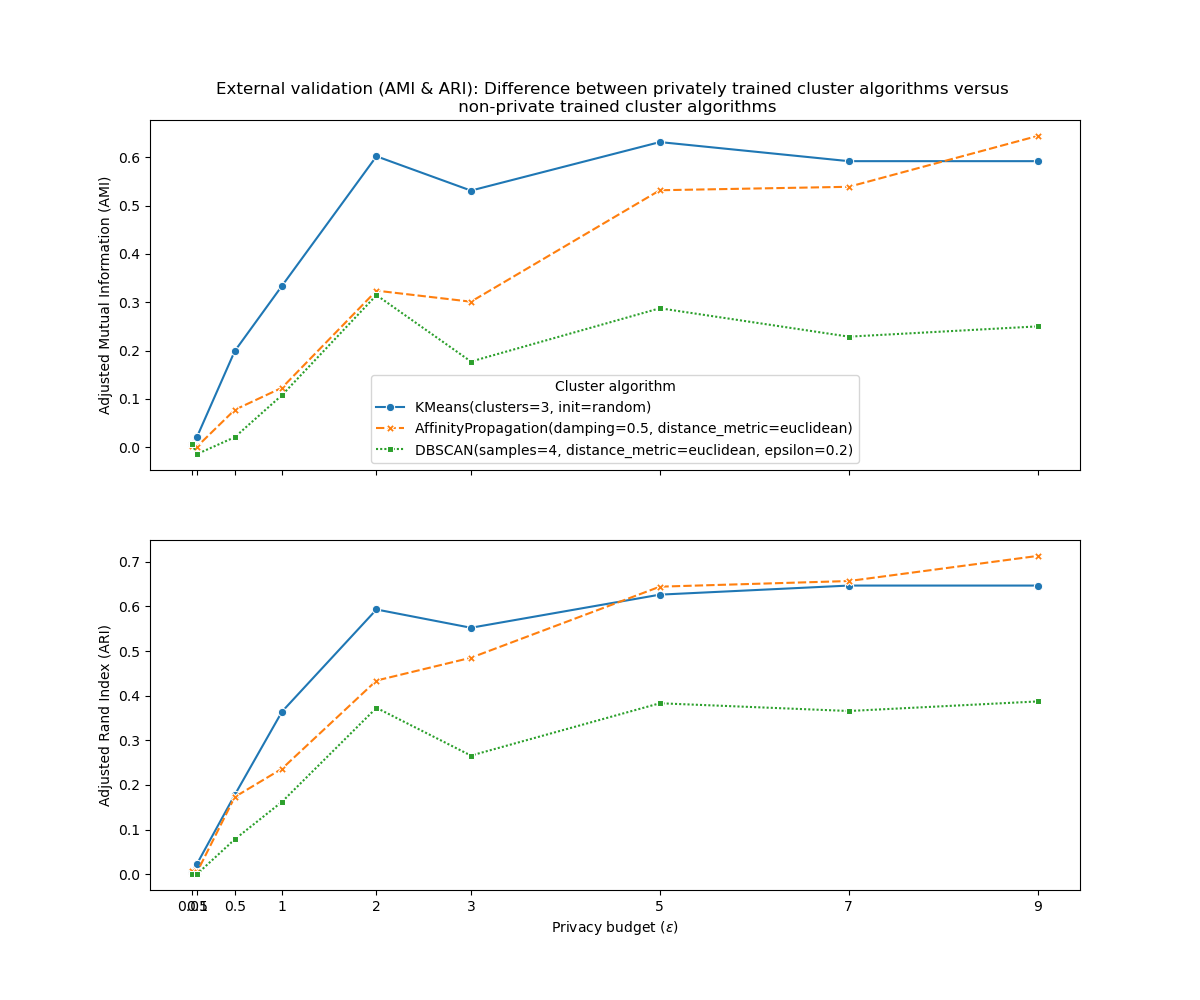 External validation (AMI & ARI): Difference between privately trained cluster algorithms versus
non-private trained cluster algorithms
Adjusted Mutual Information (AMI)
0.6
0.5
0.4
0.3
0.2
0.1
0.0
Cluster algorithm
KMeans(clusters=3, init=random)
AffinityPropagation(damping=0.5, distance_metric=euclidean)
DBSCAN(samples=4, distance_metric=euclidean, epsilon=0.2)
Adjusted Rand Index (ARI)
0.7
0.6
0.5
0.4
0.3
0.2
0.1
0.0
0.5 1 2 3 5 7 9
Privacy budget (ε)